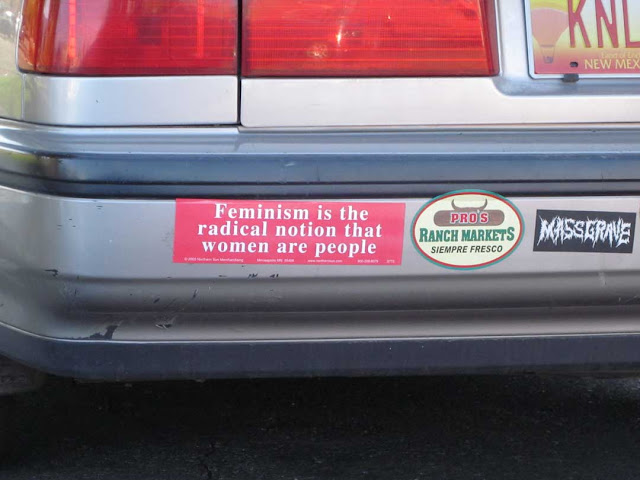 KNL
NEW MEX
Feminism is the
radical notion that
women are people
PRO'S
RANCH MARKETS
SIEMPRE FRESCO
MASSGRAVE